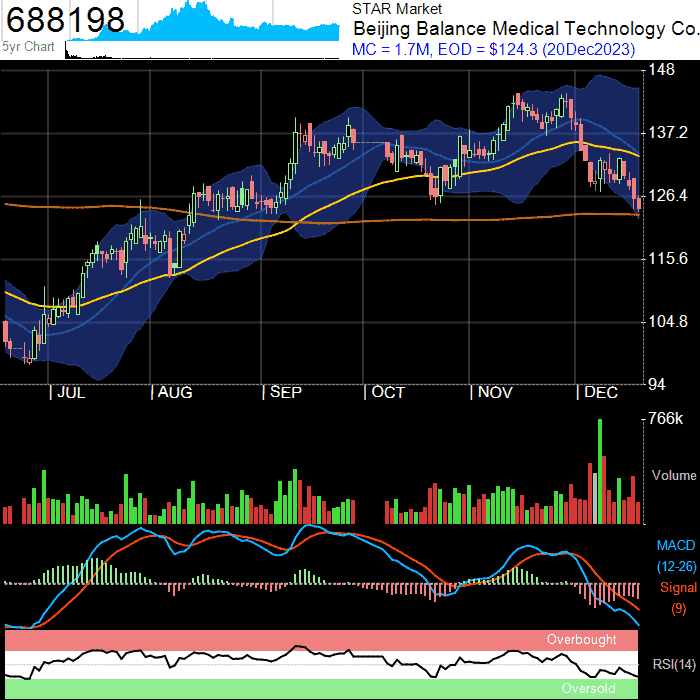 688198
5yr Chart
STAR Market
Beijing Balance Medical Technology Co.
MC = 1.7M, EOD = $124.3 (20Dec2023)
148
137.2
126.4
115.6
104.8
94
JUL AUG SEP OCT NOV DEC
766k
Volume
MACD
(12-26)
Signal
(9)
Overbought
RSI(14)
Oversold